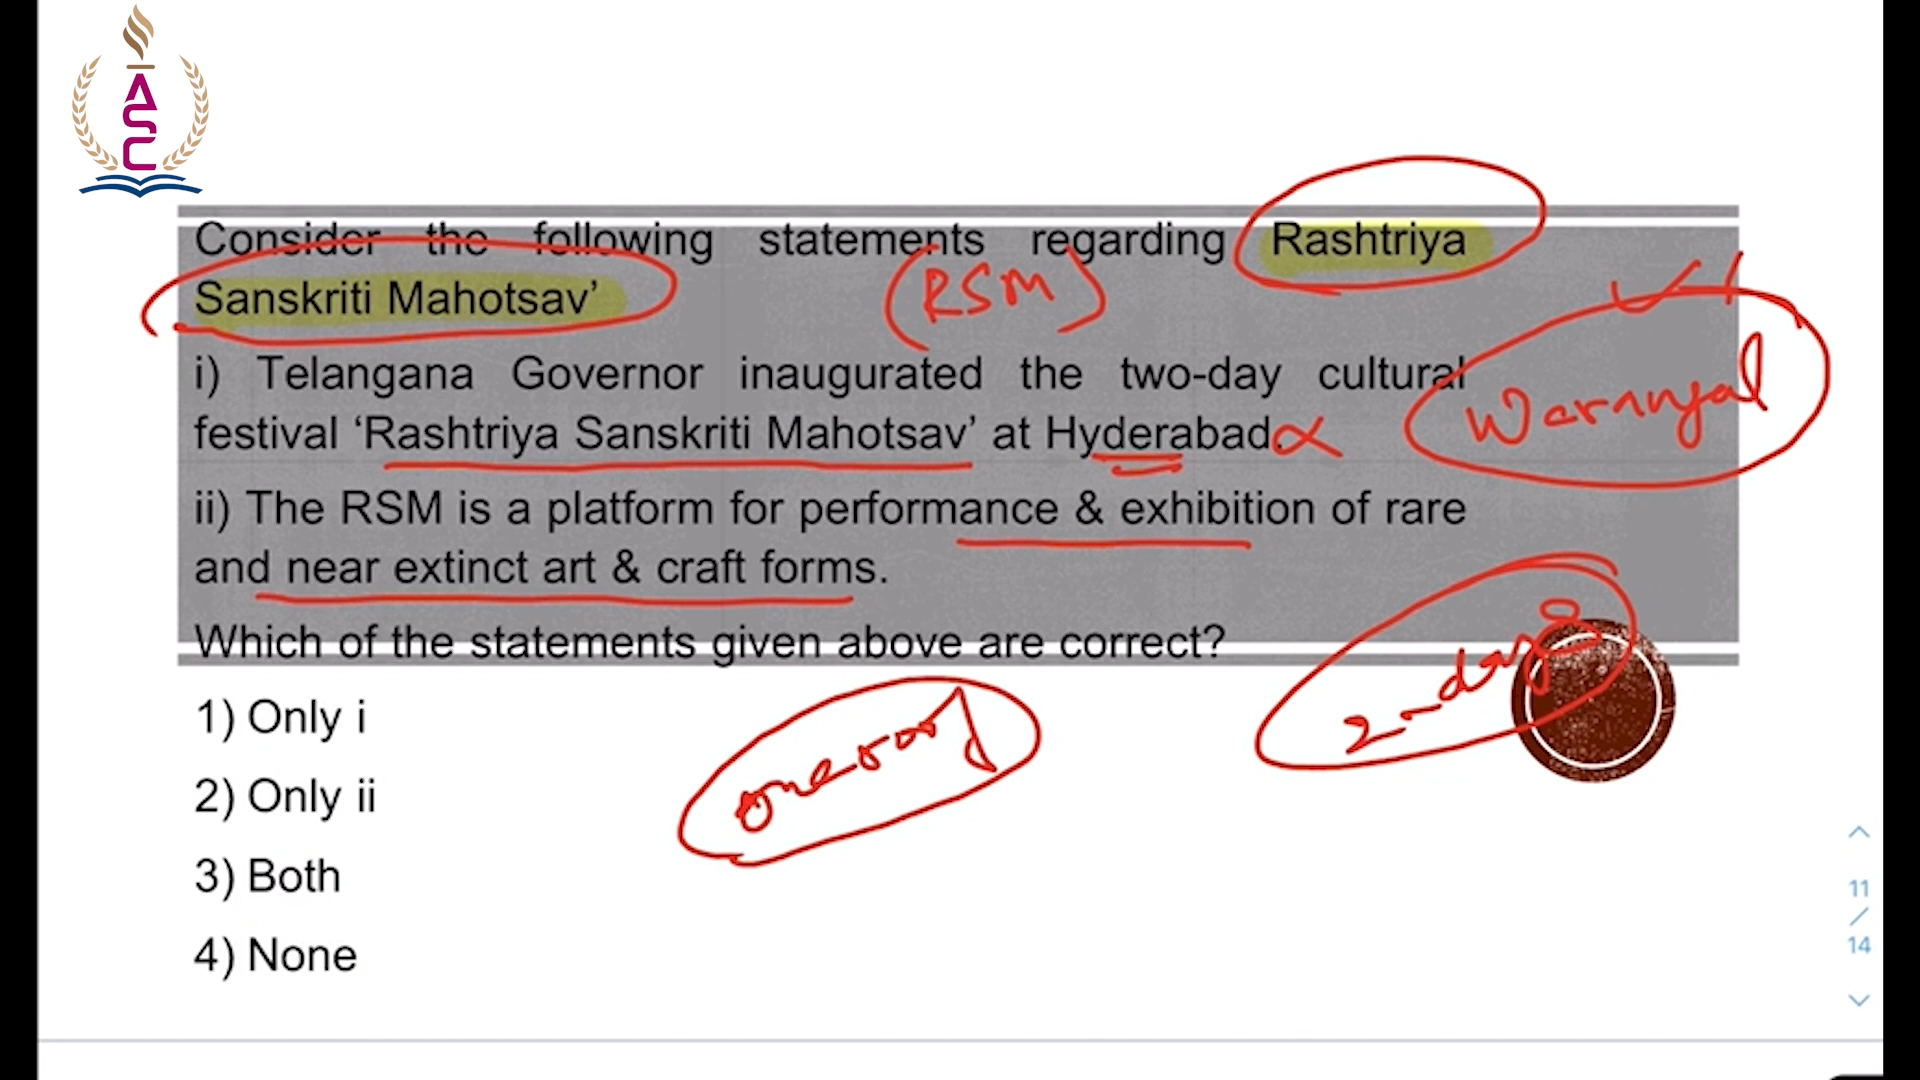 ASC
Consider the following statements regarding Rashtriya
Sanskriti Mahotsav’
(RSM)
i) Telangana Governor inaugurated the two-day cultural
festival ‘Rashtriya Sanskriti Mahotsav’ at Hyderabad.
Warangal
ii) The RSM is a platform for performance & exhibition of rare
and near extinct art & craft forms.
Which of the statements given above are correct?
2-days
1) Only i
2) Only ii
3) Both
4) None
11
/
14